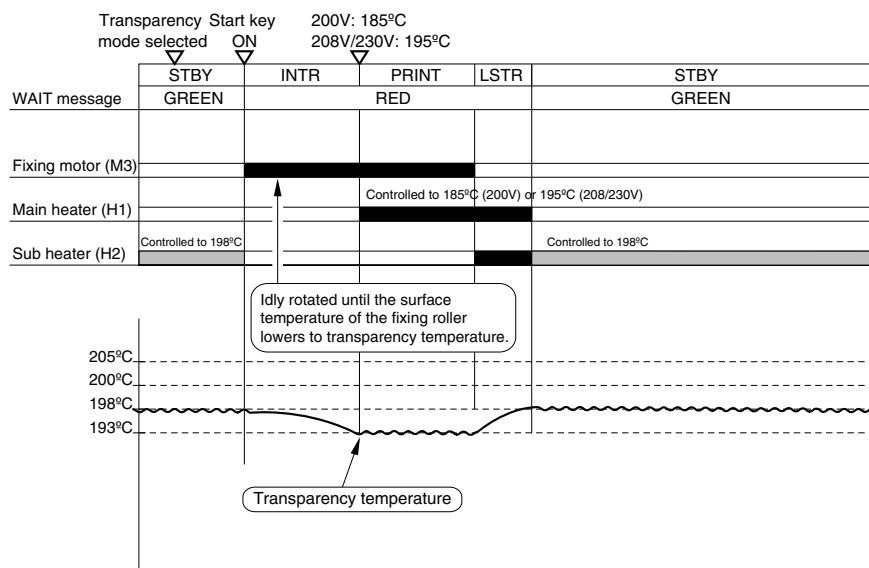 Transparency Start key 200V: 185ºC
mode selected ON 208V/230V: 195ºC
STBY INTR PRINT LSTR STBY
WAIT message GREEN RED GREEN
Fixing motor (M3)
Controlled to 185ºC (200V) or 195ºC (208/230V)
Main heater (H1)
Controlled to 198ºC Controlled to 198ºC
Sub heater (H2)
Idly rotated until the surface
temperature of the fixing roller
lowers to transparency temperature.
205ºC
200ºC
198ºC
193ºC
Transparency temperature